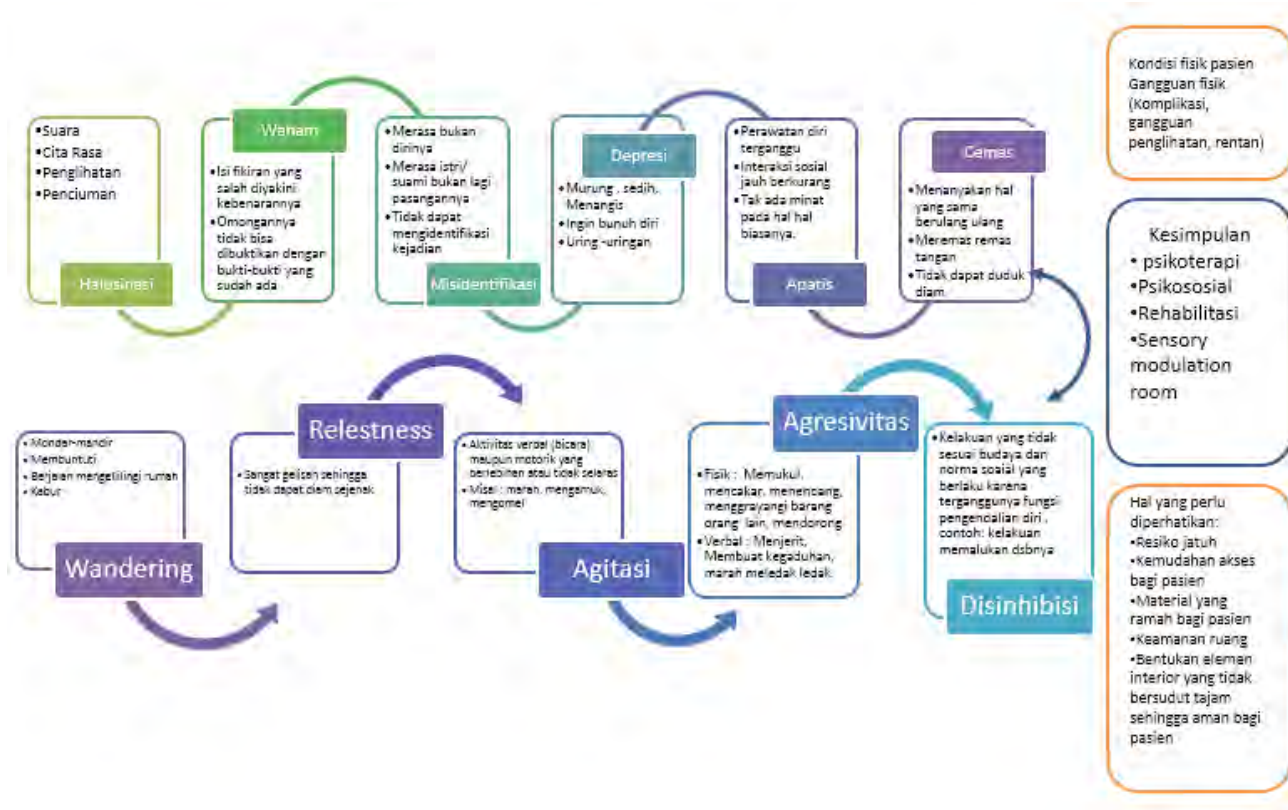 •Suara
•Cita Rasa
•Penglihatan
•Penciuman
Halusinasi
Waham
•Isi fikiran yang
salah diyakini
kebenarannya
•Omongannya
tidak bisa
dibuktikan dengan
bukti-bukti yang
sudah ada
•Merasa bukan
dirinya
•Merasa istri/
suami bukan lagi
pasangannya
•Tidak dapat
mengidentifikasi
kejadian
Misidentifikasi
Depresi
•Murung , sedih,
Menangis
•Ingin bunuh diri
•Uring -uringan
•Perawatan diri
terganggu
•Interaksi sosial
jauh berkurang
•Tak ada minat
pada hal hal
biasanya.
Apatis
Cemas
•Menanyakan hal
yang sama
berulang ulang
•Meremas remas
tangan
•Tidak dapat duduk
diam
• Mondar-mandir
• Membuntuti
• Berjalan mengelilingi rumah
• Kabur
Wandering
Relestness
• Sangat gelisah sehingga
tidak dapat diam sejenak
• Aktivitas verbal (bicara)
maupun motorik yang
berlebihan atau tidak selaras
• Misal : marah, mengamuk,
mengomel
Agitasi
Agresivitas
• Fisik : Memukul,
mencakar, menendang,
menggrayangi barang
orang lain, mendorong
• Verbal : Menjerit,
Membuat kegaduhan,
marah meledak ledak.
• Kelakuan yang tidak
sesuai budaya dan
norma sosial yang
berlaku karena
terganggunya fungsi
pengendalian diri ,
contoh: kelakuan
memalukan dsbnya
Disinhibisi
Kondisi fisik pasien
Gangguan fisik
(Komplikasi,
gangguan
penglihatan, rentan)
Kesimpulan
• psikoterapi
•Psikososial
•Rehabilitasi
•Sensory
modulation
room
Hal yang perlu
diperhatikan:
•Resiko jatuh
•Kemudahan akses
bagi pasien
•Material yang
ramah bagi pasien
•Keamanan ruang
•Bentukan elemen
interior yang tidak
bersudut tajam
sehingga aman bagi
pasien